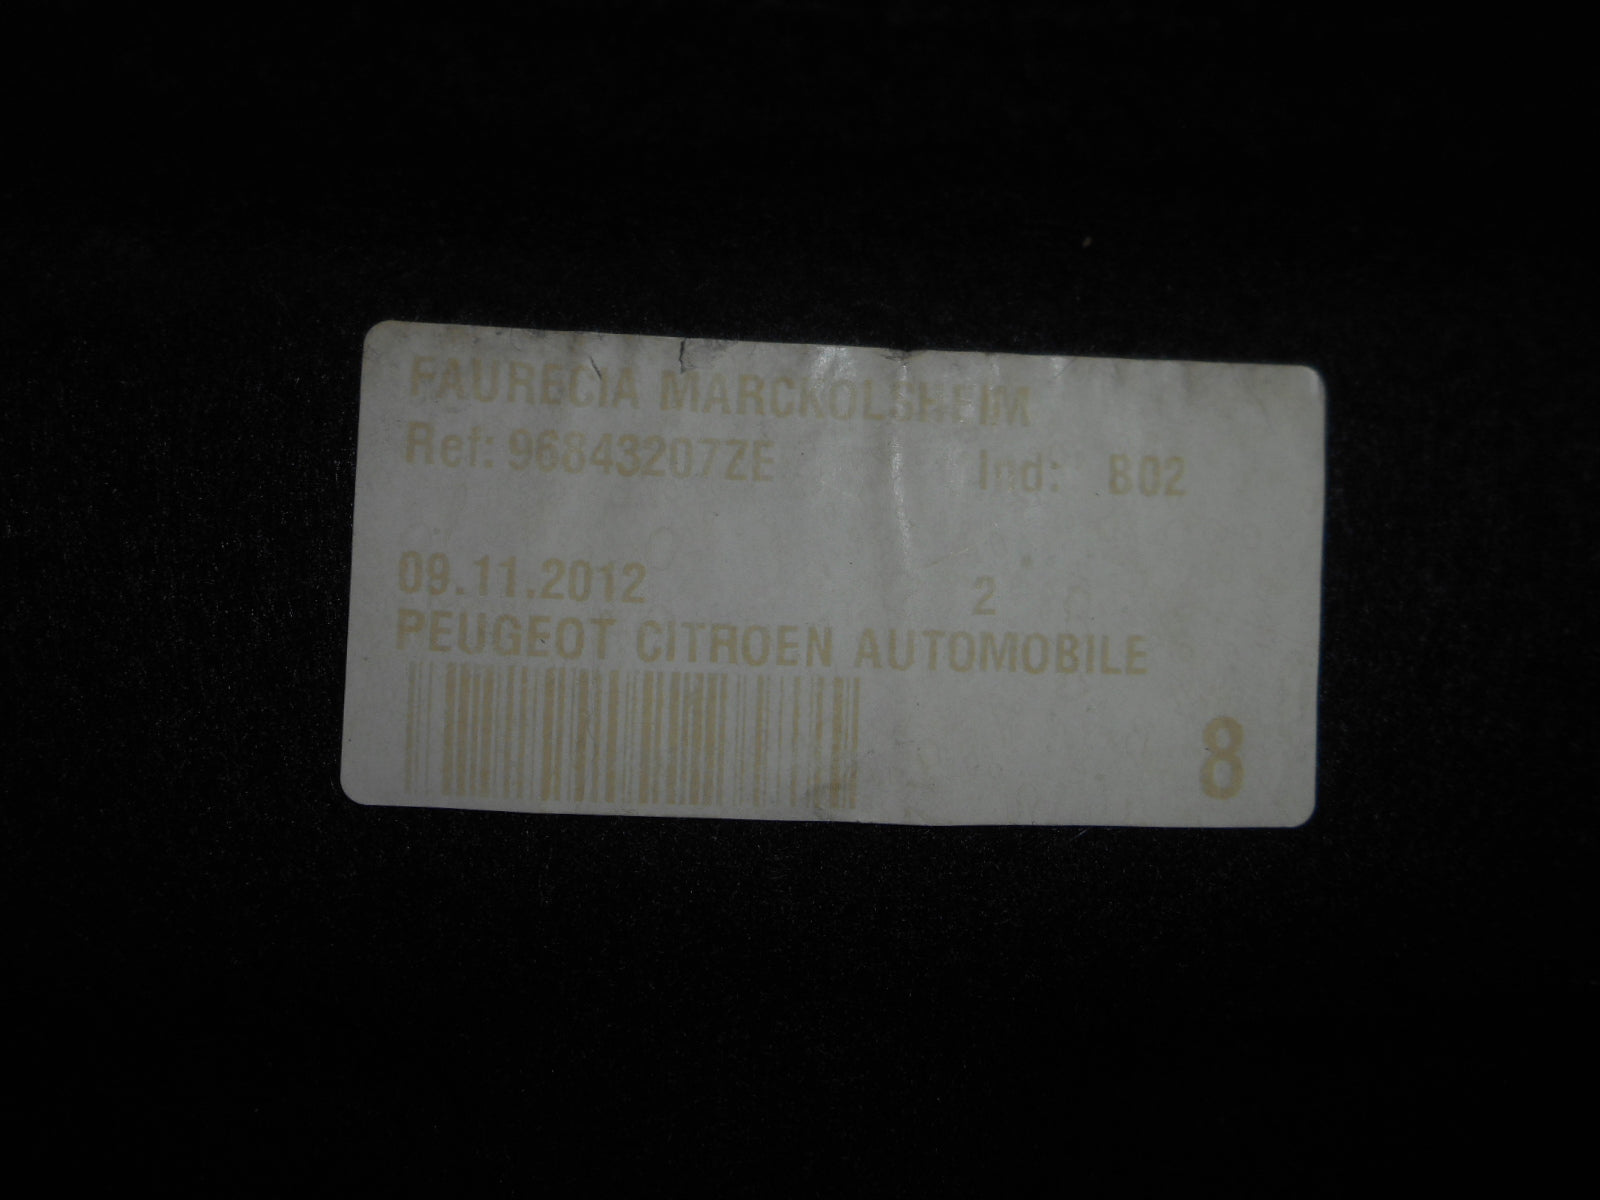 FAURECIA MARCKOLSHEIM
Ref: 96843207ZE Ind: B02
09.11.2012 2
PEUGEOT CITROEN AUTOMOBILE
8